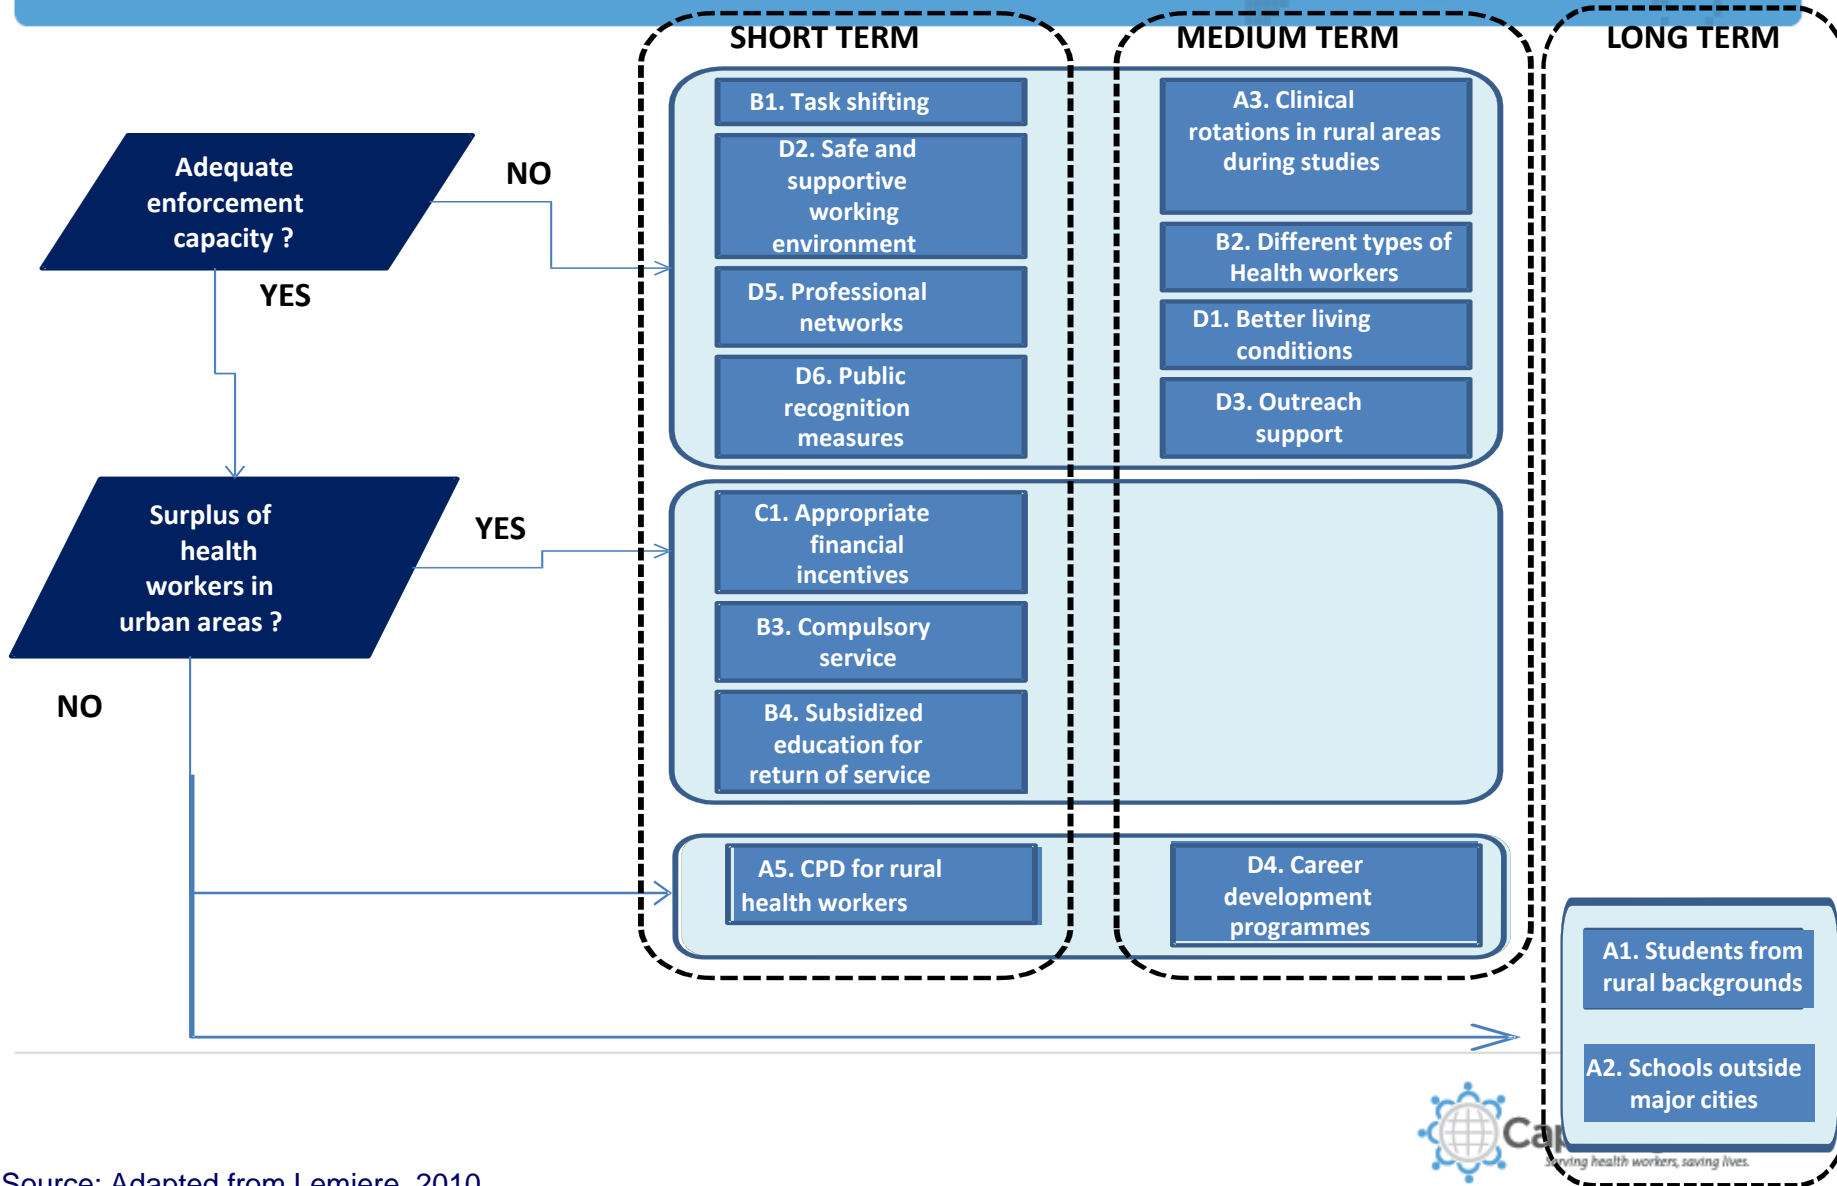 SHORT TERM
MEDIUM TERM
LONG TERM
Adequate
enforcement
capacity ?
NO
YES
Surplus of
health
workers in
urban areas ?
YES
NO
B1. Task shifting
D2. Safe and
supportive
working
environment
D5. Professional
networks
D6. Public
recognition
measures
A3. Clinical
rotations in rural areas
during studies
B2. Different types of
Health workers
D1. Better living
conditions
D3. Outreach
support
C1. Appropriate
financial
incentives
B3. Compulsory
service
B4. Subsidized
education for
return of service
A5. CPD for rural
health workers
D4. Career
development
programmes
A1. Students from
rural backgrounds
A2. Schools outside
major cities
Serving health workers, saving lives.
Source: Adapted from Lemiere, 2010